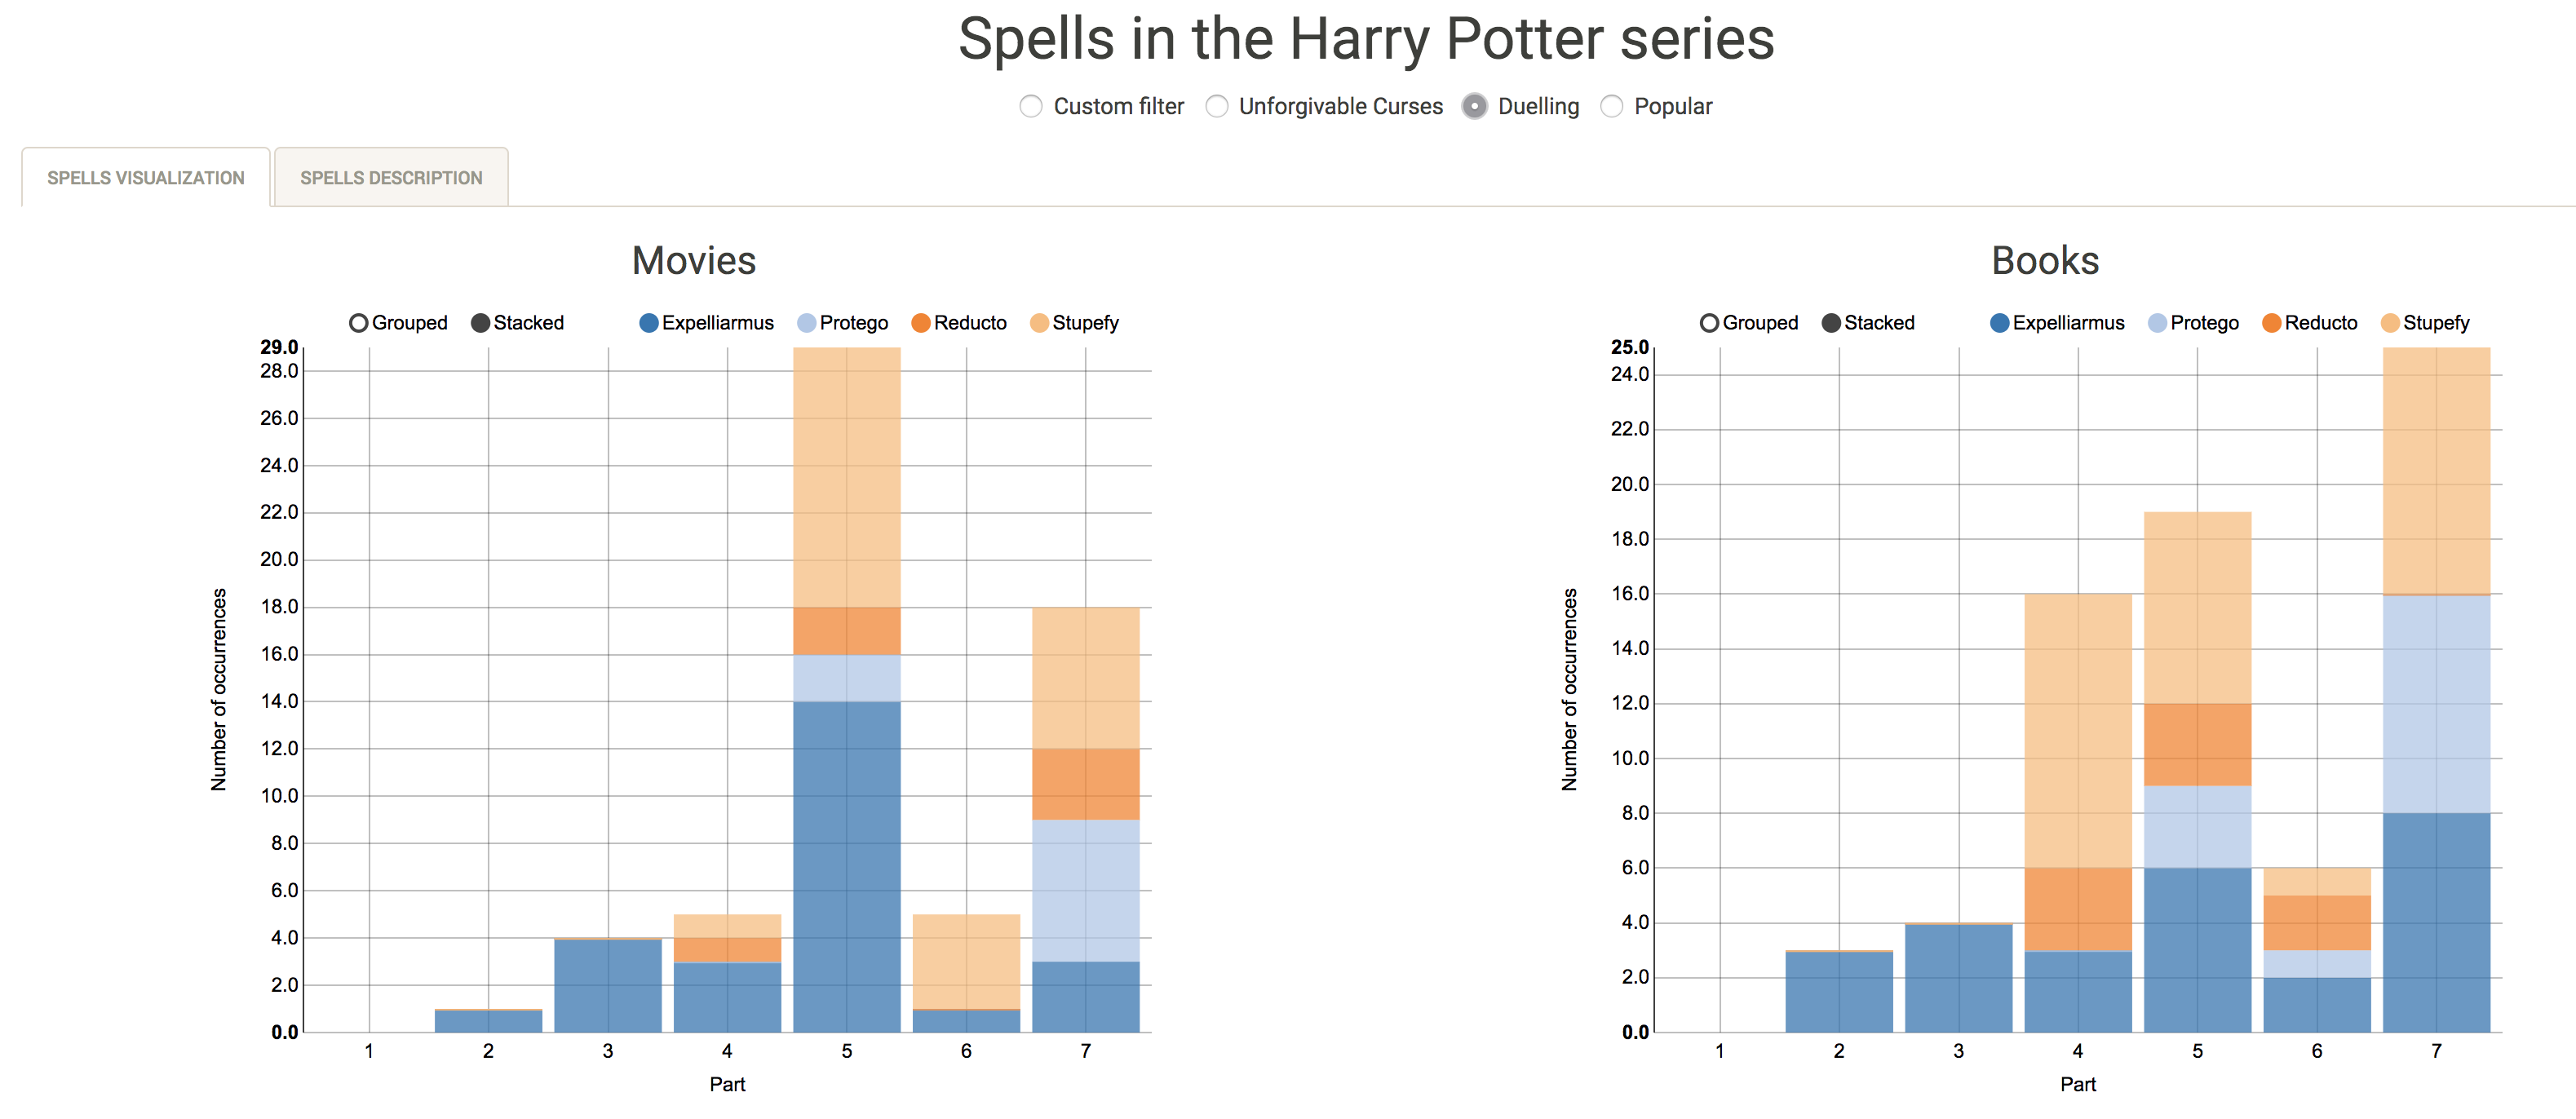 Spells in the Harry Potter series
Custom filter Unforgivable Curses Duelling Popular
SPELLS VISUALIZATION SPELLS DESCRIPTION
Movies
Grouped Stacked Expelliarmus Protego Reducto Stupefy
29.0
28.0
26.0
24.0
22.0
20.0
18.0
16.0
14.0
12.0
10.0
8.0
6.0
4.0
2.0
0.0
Number of occurrences
1 2 3 4 5 6 7
Part
Books
Grouped Stacked Expelliarmus Protego Reducto Stupefy
25.0
24.0
22.0
20.0
18.0
16.0
14.0
12.0
10.0
8.0
6.0
4.0
2.0
0.0
Number of occurrences
1 2 3 4 5 6 7
Part